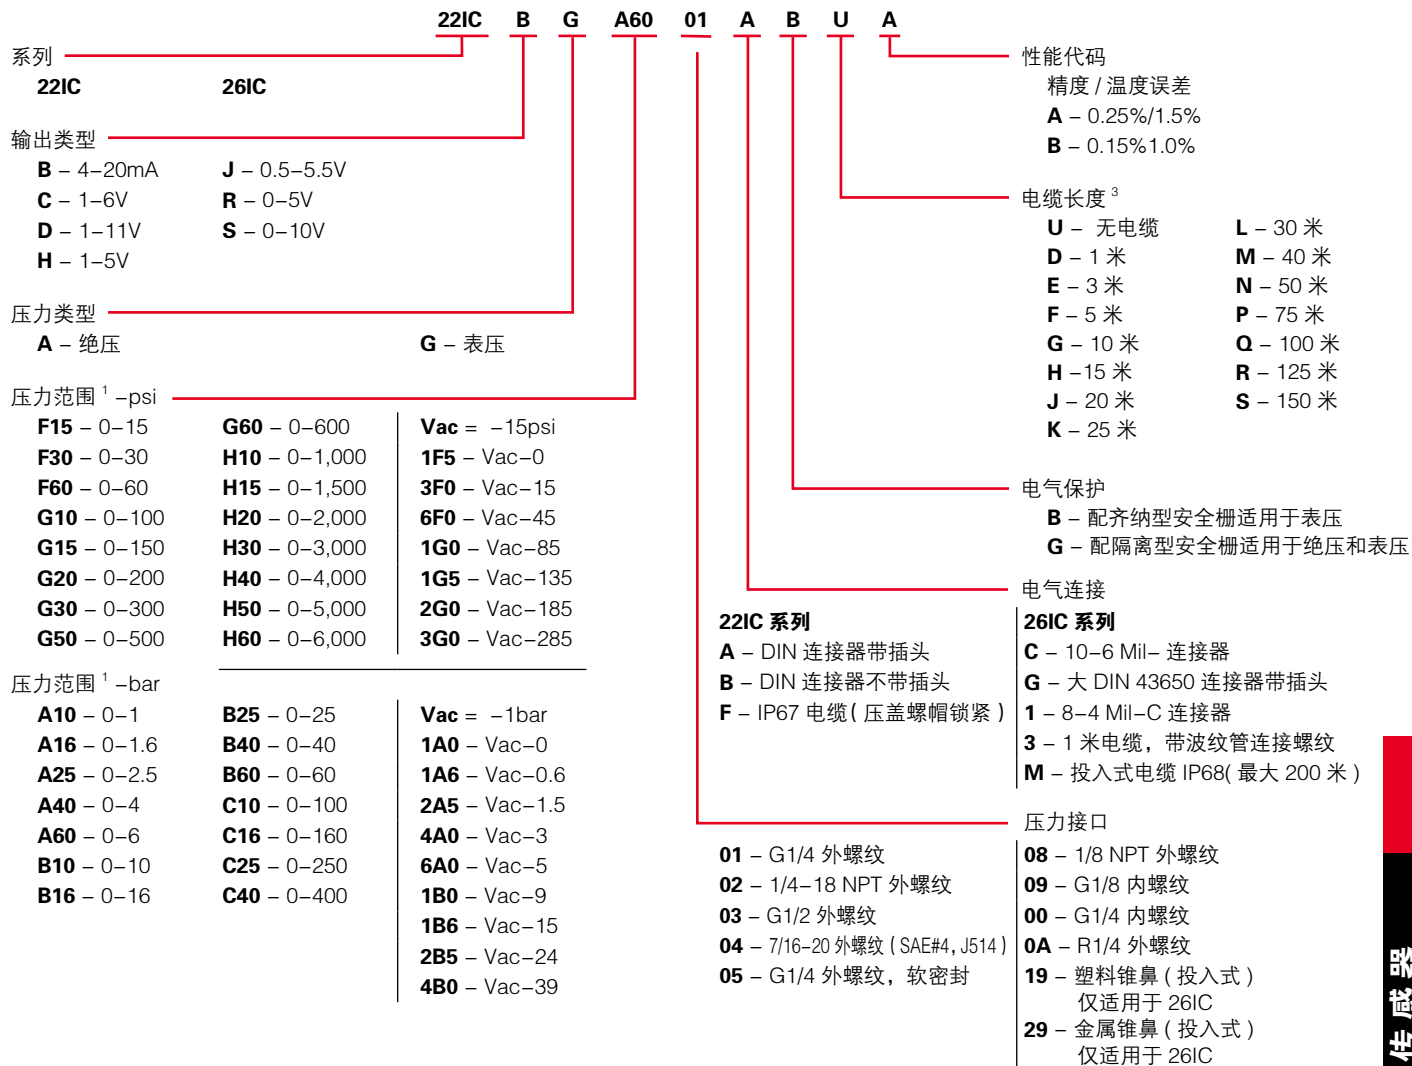 22IC B G A60 01 A B U A
系列
22IC 26IC
输出类型
B – 4–20mA J – 0.5–5.5V
C – 1–6V R – 0–5V
D – 1–11V S – 0–10V
H – 1–5V
压力类型
A – 绝压 G – 表压
压力范围 1 –psi
F15 – 0–15 G60 – 0–600 Vac = –15psi
F30 – 0–30 H10 – 0–1,000 1F5 – Vac–0
F60 – 0–60 H15 – 0–1,500 3F0 – Vac–15
G10 – 0–100 H20 – 0–2,000 6F0 – Vac–45
G15 – 0–150 H30 – 0–3,000 1G0 – Vac–85
G20 – 0–200 H40 – 0–4,000 1G5 – Vac–135
G30 – 0–300 H50 – 0–5,000 2G0 – Vac–185
G50 – 0–500 H60 – 0–6,000 3G0 – Vac–285
压力范围 1 –bar
A10 – 0–1 B25 – 0–25 Vac = –1bar
A16 – 0–1.6 B40 – 0–40 1A0 – Vac–0
A25 – 0–2.5 B60 – 0–60 1A6 – Vac–0.6
A40 – 0–4 C10 – 0–100 2A5 – Vac–1.5
A60 – 0–6 C16 – 0–160 4A0 – Vac–3
B10 – 0–10 C25 – 0–250 6A0 – Vac–5
B16 – 0–16 C40 – 0–400 1B0 – Vac–9
1B6 – Vac–15
2B5 – Vac–24
4B0 – Vac–39
性能代码
精度 / 温度误差
A – 0.25%/1.5%
B – 0.15%1.0%
电缆长度 3
U – 无电缆 L – 30 米
D – 1 米 M – 40 米
E – 3 米 N – 50 米
F – 5 米 P – 75 米
G – 10 米 Q – 100 米
H –15 米 R – 125 米
J – 20 米 S – 150 米
K – 25 米
电气保护
B – 配齐纳型安全栅适用于表压
G – 配隔离型安全栅适用于绝压和表压
电气连接
22IC 系列 26IC 系列
A – DIN 连接器带插头 C – 10–6 Mil– 连接器
B – DIN 连接器不带插头 G – 大 DIN 43650 连接器带插头
F – IP67 电缆 ( 压盖螺帽锁紧 ) 1 – 8–4 Mil–C 连接器
3 – 1 米电缆，带波纹管连接螺纹
M – 投入式电缆 IP68( 最大 200 米 )
压力接口
01 – G1/4 外螺纹 08 – 1/8 NPT 外螺纹
02 – 1/4–18 NPT 外螺纹 09 – G1/8 内螺纹
03 – G1/2 外螺纹 00 – G1/4 内螺纹
04 – 7/16–20 外螺纹 ( SAE#4, J514 ) 0A – R1/4 外螺纹
05 – G1/4 外螺纹，软密封 19 – 塑料锥鼻 ( 投入式 )
仅适用于 26IC
29 – 金属锥鼻 ( 投入式 )
仅适用于 26IC
传感器